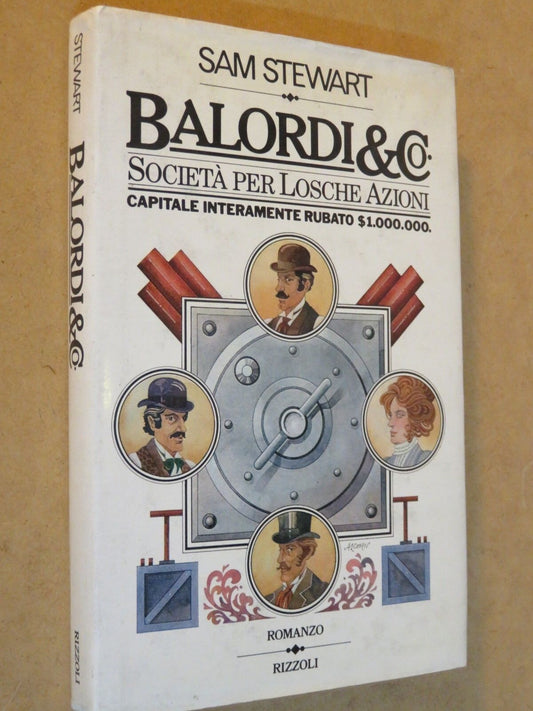 SAM STEWART
BALORDI & CO.
SOCIETÀ PER LOSCHE AZIONI
CAPITALE INTERAMENTE RUBATO $1.000.000.
ROMANZO
RIZZOLI
STEWART
BALORDI & CO.
RIZZOLI